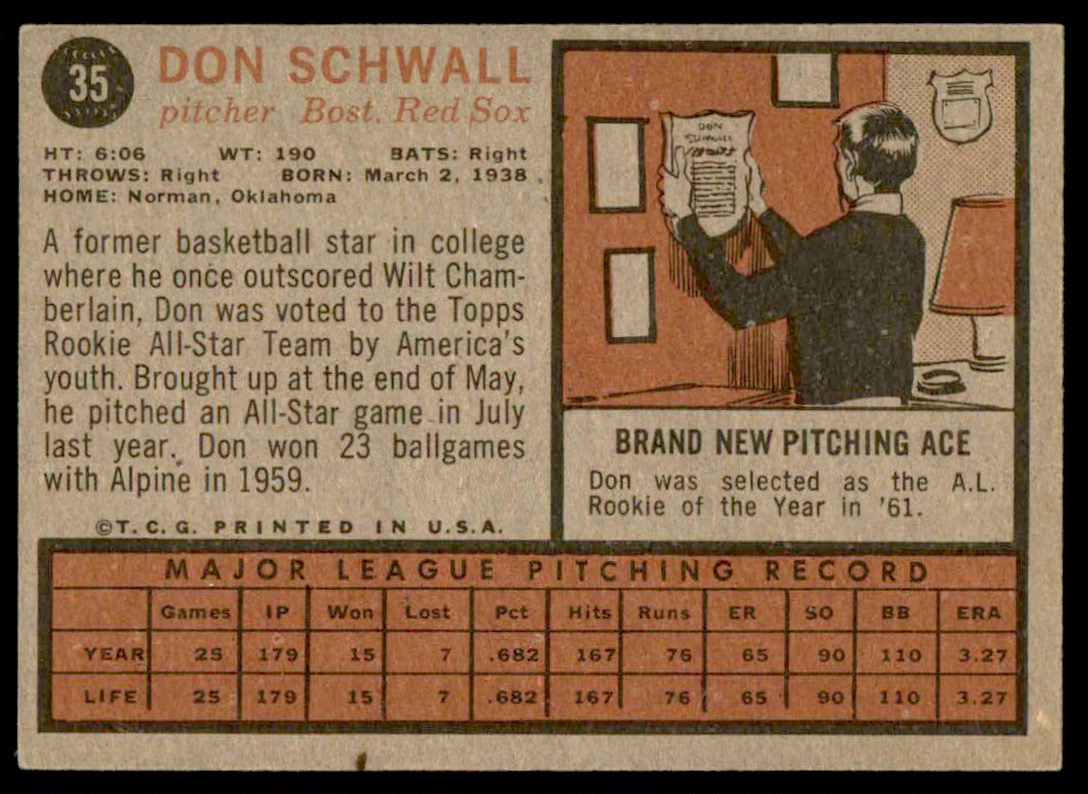 35
DON SCHWALL
pitcher Bost. Red Sox
HT: 6:06 WT: 190 BATS: Right
THROWS: Right BORN: March 2, 1938
HOME: Norman, Oklahoma
A former basketball star in college
where he once outscored Wilt Cham-
berlain, Don was voted to the Topps
Rookie All-Star Team by America's
youth. Brought up at the end of May,
he pitched an All-Star game in July
last year. Don won 23 ballgames
with Alpine in 1959.
©T. C. G. PRINTED IN U.S.A.
DON
SCHWALL
BRAND NEW PITCHING ACE
Don was selected as the A.L.
Rookie of the Year in '61.
MAJOR LEAGUE PITCHING RECORD
Games IP Won Lost Pct Hits Runs ER SO BB ERA
YEAR 25 179 15 7 .682 167 76 65 90 110 3.27
LIFE 25 179 15 7 .682 167 76 65 90 110 3.27